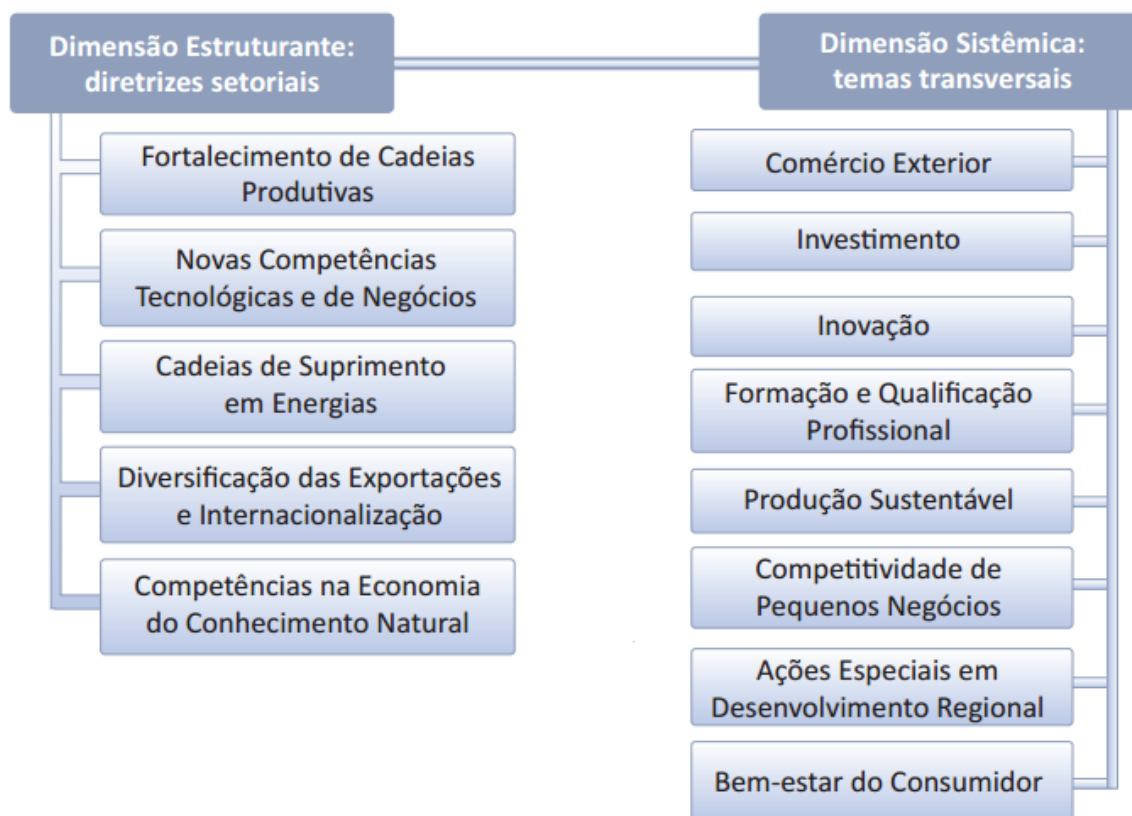 Dimensão Estruturante:
diretrizes setoriais
Fortalecimento de Cadeias
Produtivas
Novas Competências
Tecnológicas e de Negócios
Cadeias de Suprimento
em Energias
Diversificação das Exportações
e Internacionalização
Competências na Economia
do Conhecimento Natural
Dimensão Sistêmica:
temas transversais
Comércio Exterior
Investimento
Inovação
Formação e Qualificação
Profissional
Produção Sustentável
Competitividade de
Pequenos Negócios
Ações Especiais em
Desenvolvimento Regional
Bem-estar do Consumidor